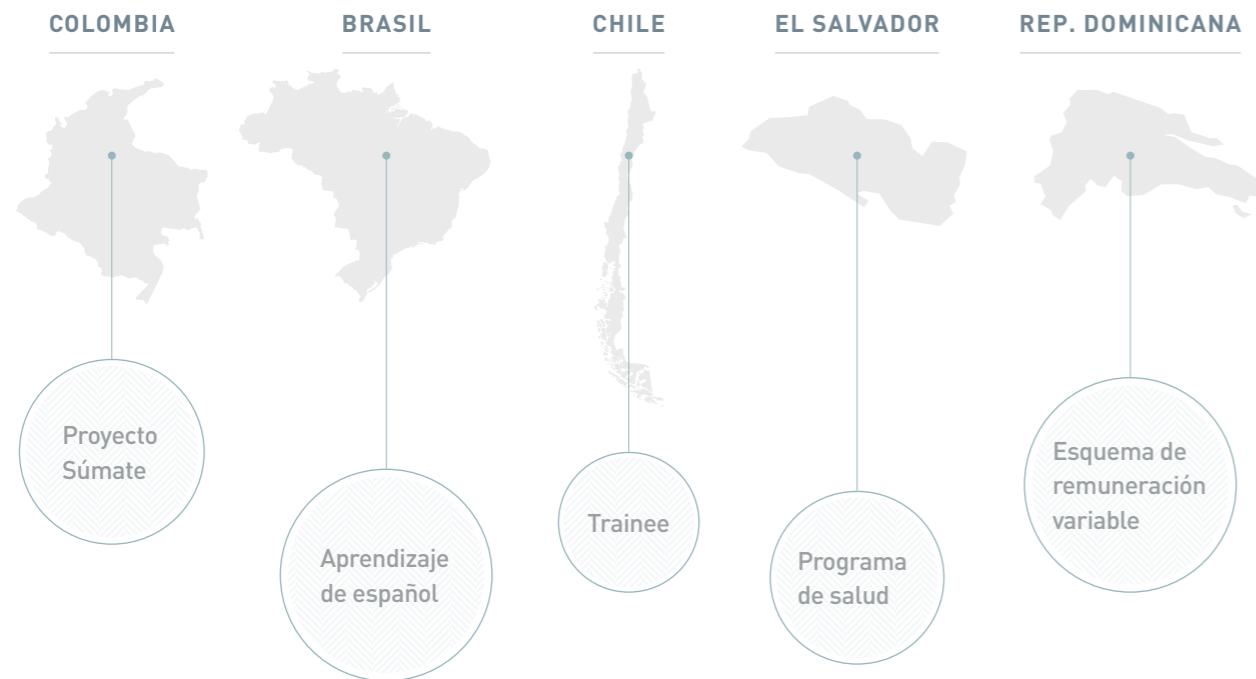 COLOMBIA
BRASIL
CHILE
EL SALVADOR
REP. DOMINICANA
Proyecto
Súmate
Aprendizaje
de español
Trainee
Programa
de salud
Esquema de
remuneración
variable